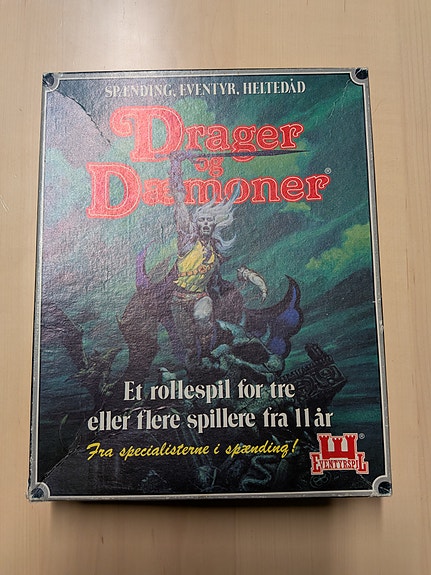 SPÆNDING, EVENTYR, HELTEDÅD
Drager
og
Dæmoner®
Et rollespil for tre
eller flere spillere fra 11 år
Fra specialisterne i spænding!
®
EVENTYRSPIL